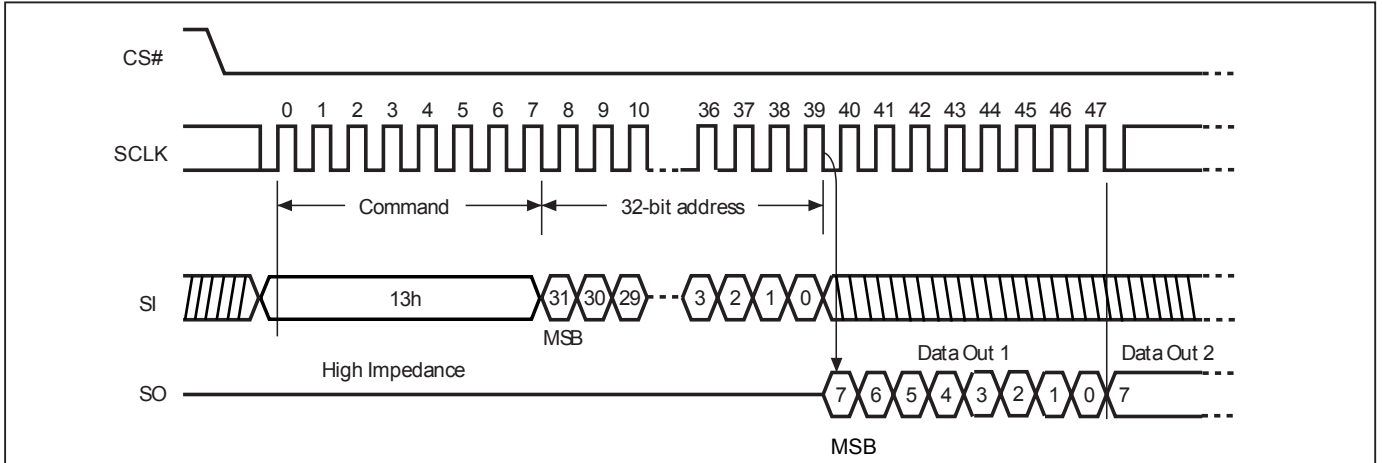 CS#
0 1 2 3 4 5 6 7 8 9 10 36 37 38 39 40 41 42 43 44 45 46 47
SCLK
Command 32-bit address
SI 13h 31 30 29 3 2 1 0
MSB
Data Out 1 Data Out 2
High Impedance
SO 7 6 5 4 3 2 1 0 7
MSB